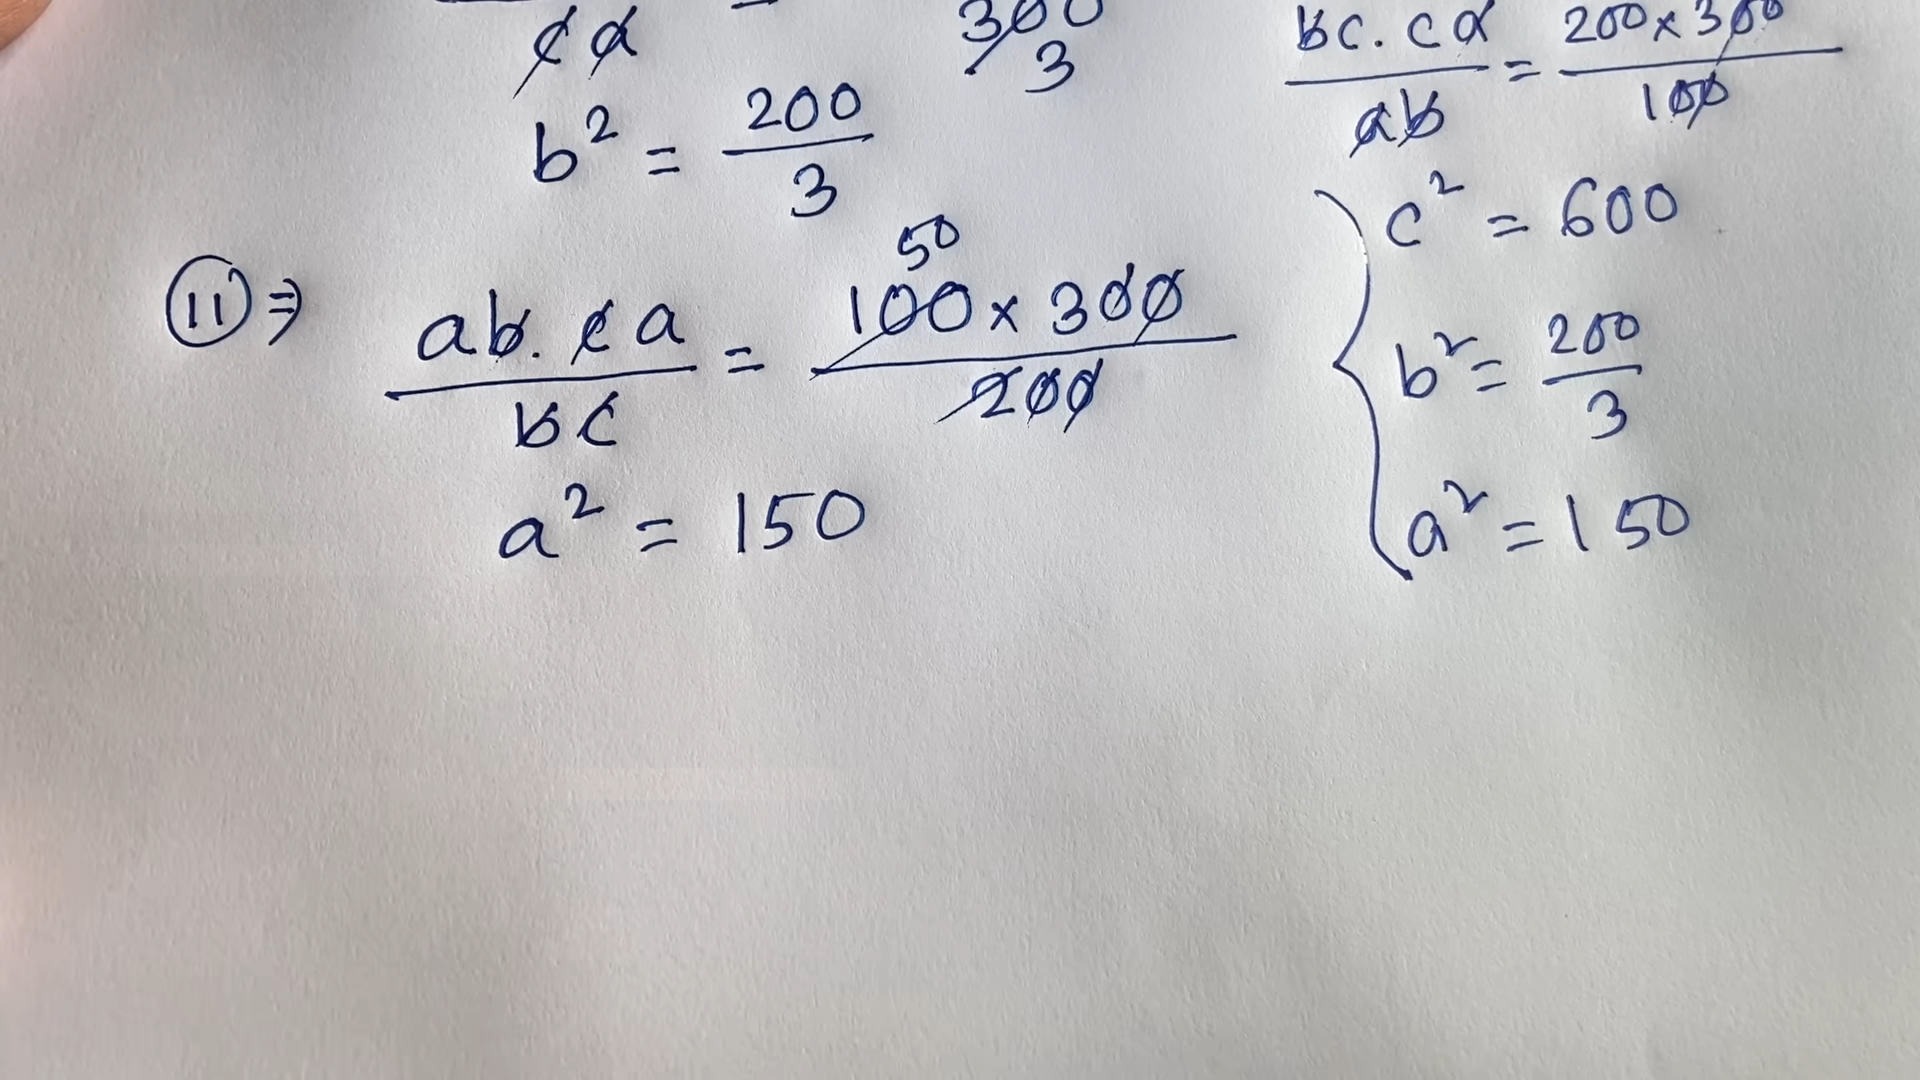 ca 300
3
b² = 200/3
bc.ca/ab = 200×300/100
c² = 600
50
(11) ⇒ ab.ca/bc = 100×300/200
b² = 200/3
a² = 150
a² = 150